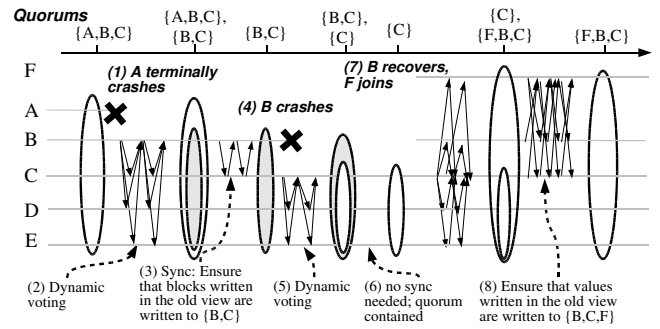 Quorums
{A,B,C}
{A,B,C},
{B,C}
{B,C}
{B,C},
{C}
{C}
{C},
{F,B,C}
{F,B,C}
F
A
B
C
D
E
(1) A terminally
crashes
(4) B crashes
(7) B recovers,
F joins
(2) Dynamic
voting
(3) Sync: Ensure
that blocks written
in the old view are
written to {B,C}
(5) Dynamic
voting
(6) no sync
needed; quorum
contained
(8) Ensure that values
written in the old view
are written to {B,C,F}